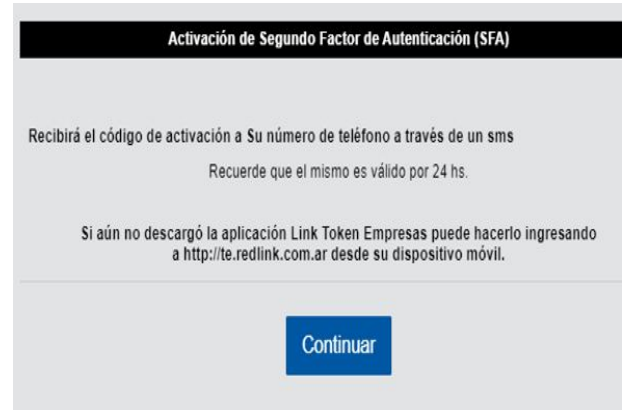 Activación de Segundo Factor de Autenticación (SFA)
Recibirá el código de activación a Su número de teléfono a través de un sms
Recuerde que el mismo es válido por 24 hs.
Si aún no descargó la aplicación Link Token Empresas puede hacerlo ingresando
a http://te.redlink.com.ar desde su dispositivo móvil.
Continuar